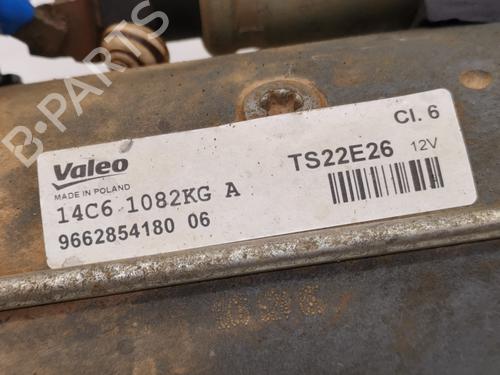 Cl. 6
Valeo
TS22E26 12V
MADE IN POLAND
14C6 1082KG A
9662854180 06
B-PARTS